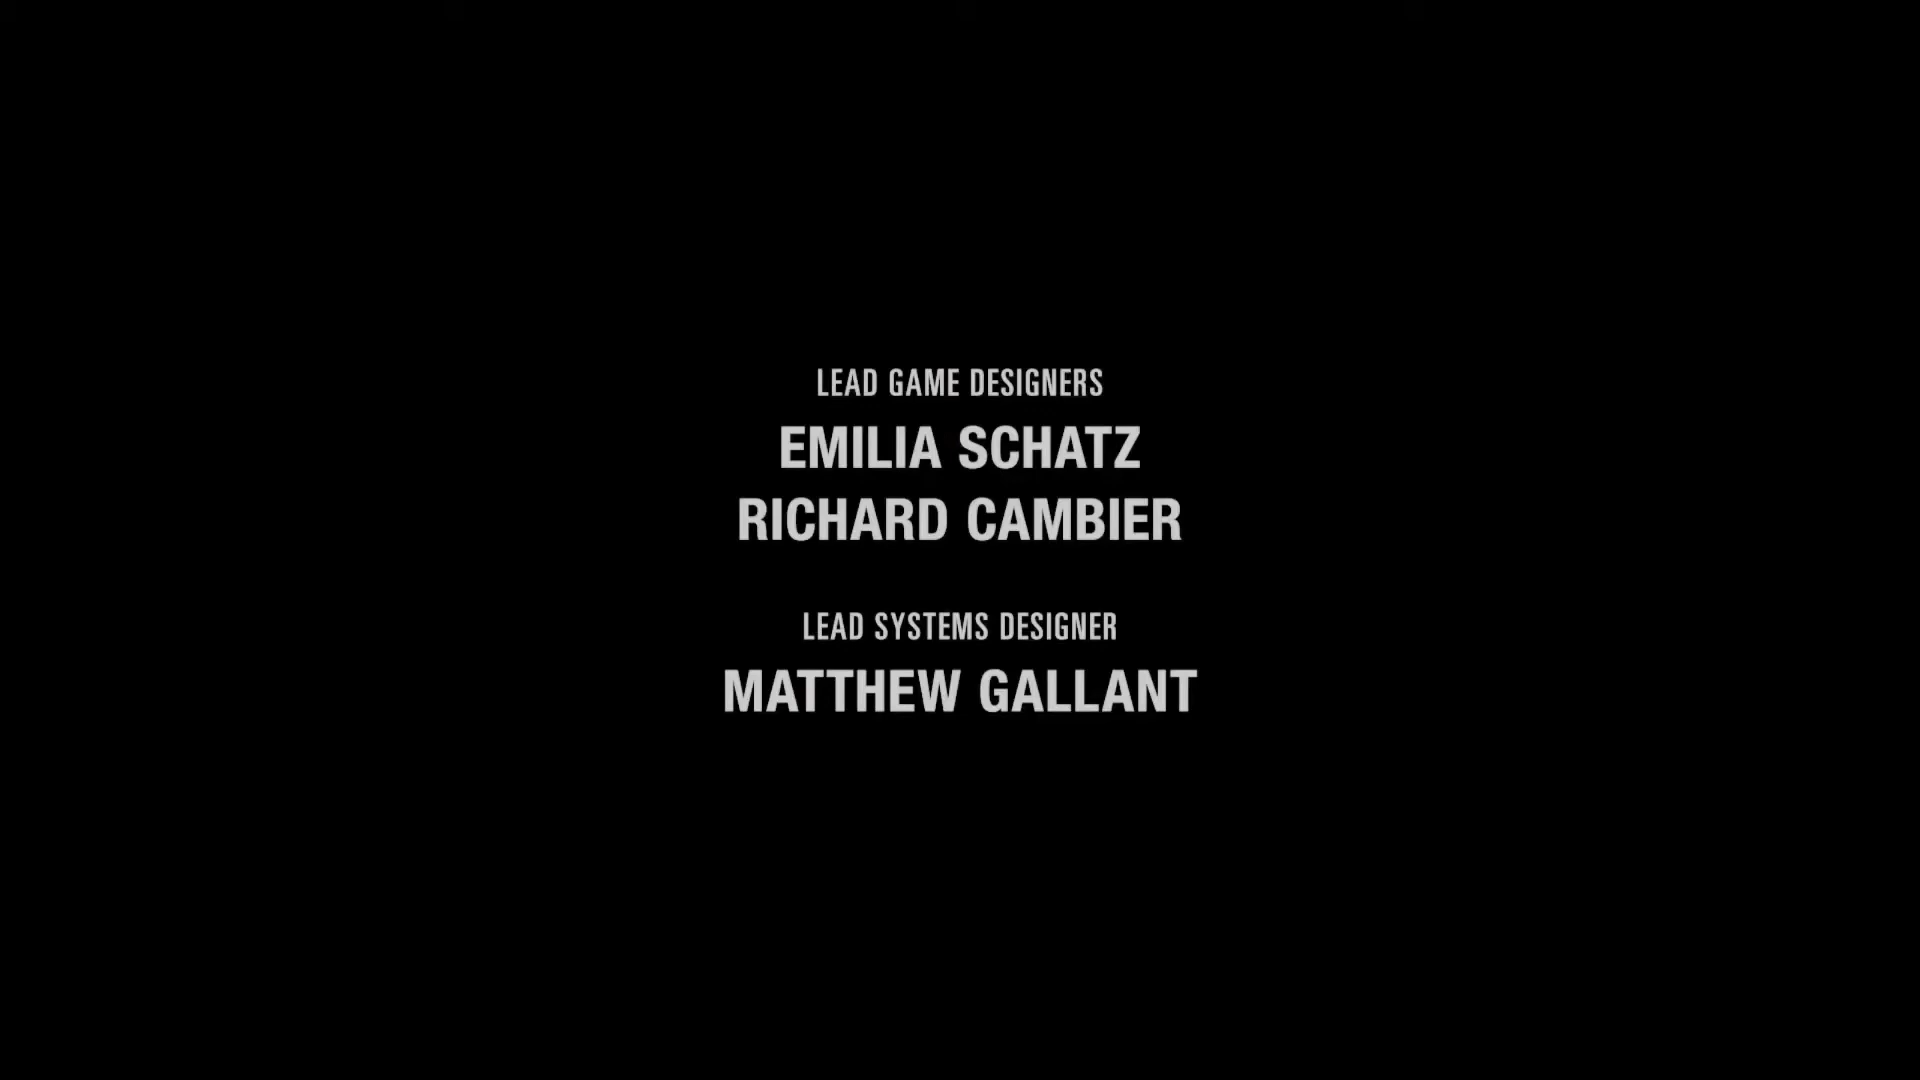 LEAD GAME DESIGNERS
EMILIA SCHATZ
RICHARD CAMBIER
LEAD SYSTEMS DESIGNER
MATTHEW GALLANT